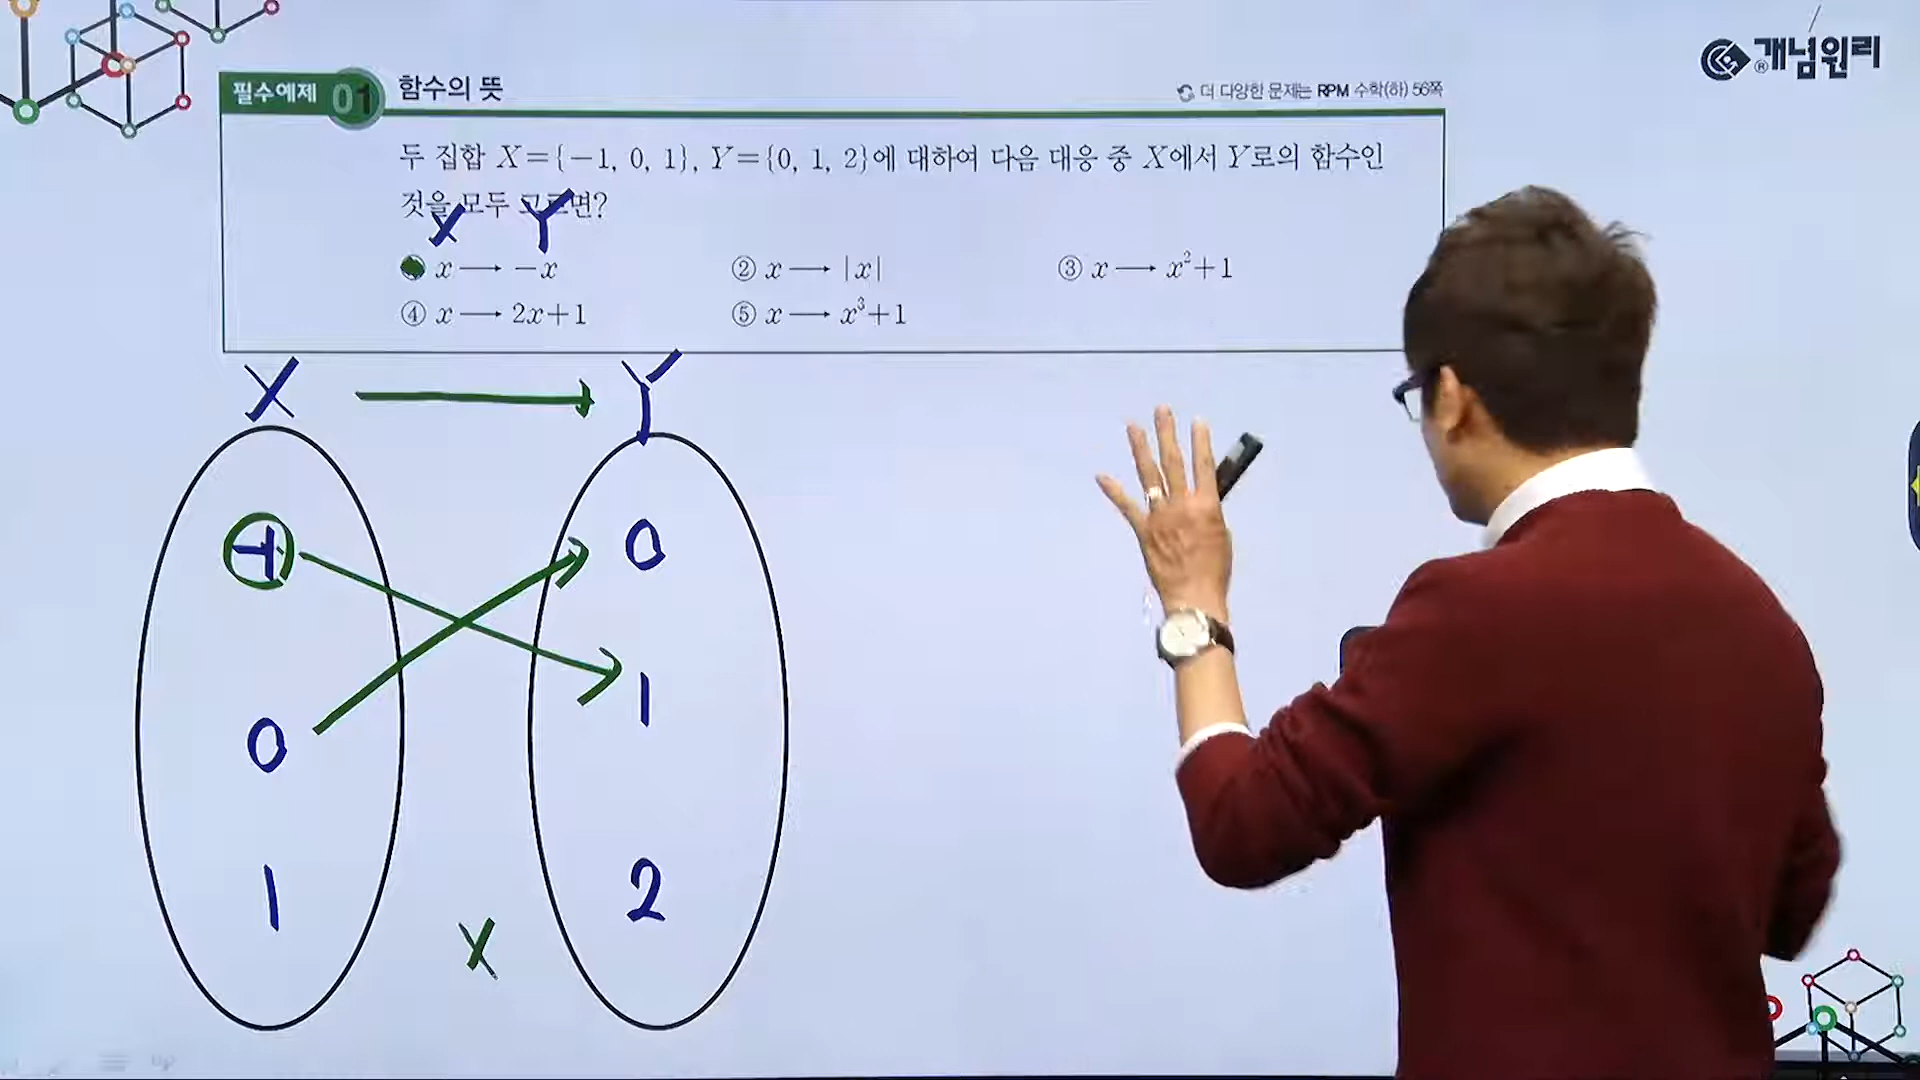 개념원리
필수예제 01 함수의 뜻
더 다양한 문제는 RPM 수학(하) 56쪽
두 집합 X={-1, 0, 1}, Y={0, 1, 2}에 대하여 다음 대응 중 X에서 Y로의 함수인
것을 모두 고르면?
X Y
x ⟶ -x ② x ⟶ |x| ③ x ⟶ x²+1
④ x ⟶ 2x+1 ⑤ x ⟶ x³+1
X → Y
-1 0
0 1
1 2
X